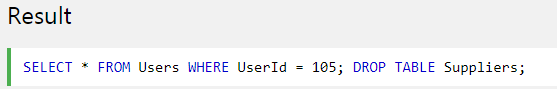 Result
SELECT * FROM Users WHERE UserId = 105; DROP TABLE Suppliers;